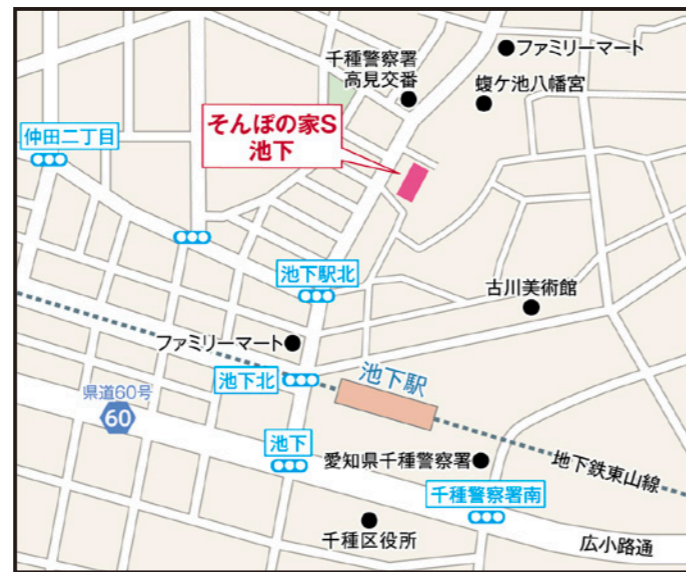 千種警察署
高見交番
ファミリーマート
蝮ケ池八幡宮
そんぽの家S
池下
仲田二丁目
池下駅北
古川美術館
ファミリーマート
池下北
池下駅
県道60号
60
池下
愛知県千種警察署
地下鉄東山線
千種警察署南
千種区役所
広小路通